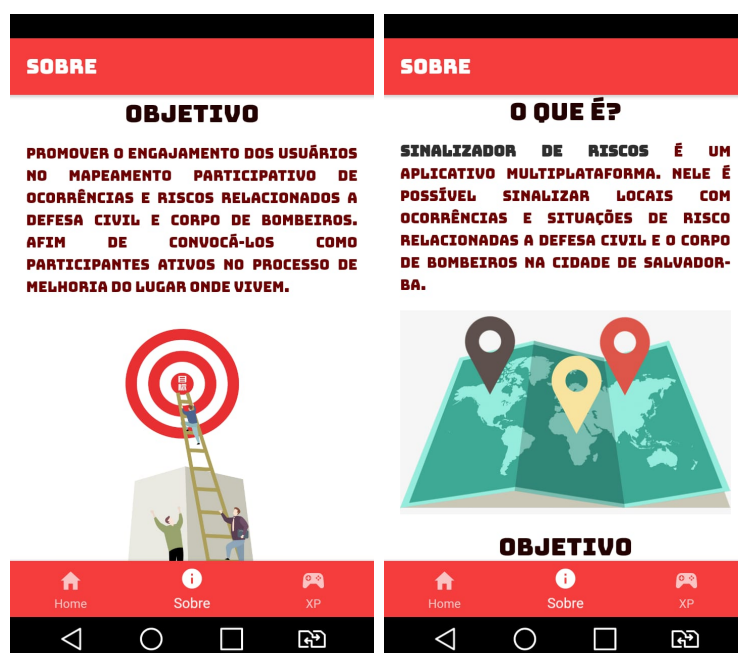 SOBRE
OBJETIVO
PROMOVER O ENGAJAMENTO DOS USUÁRIOS
NO MAPEAMENTO PARTICIPATIVO DE
OCORRÊNCIAS E RISCOS RELACIONADOS A
DEFESA CIVIL E CORPO DE BOMBEIROS.
AFIM DE CONVOCÁ-LOS COMO
PARTICIPANTES ATIVOS NO PROCESSO DE
MELHORIA DO LUGAR ONDE VIVEM.
Home
Sobre
XP
SOBRE
O QUE É?
SINALIZADOR DE RISCOS É UM
APLICATIVO MULTIPLATAFORMA. NELE É
POSSÍVEL SINALIZAR LOCAIS COM
OCORRÊNCIAS E SITUAÇÕES DE RISCO
RELACIONADAS A DEFESA CIVIL E O CORPO
DE BOMBEIROS NA CIDADE DE SALVADOR-
BA.
OBJETIVO
Home
Sobre
XP